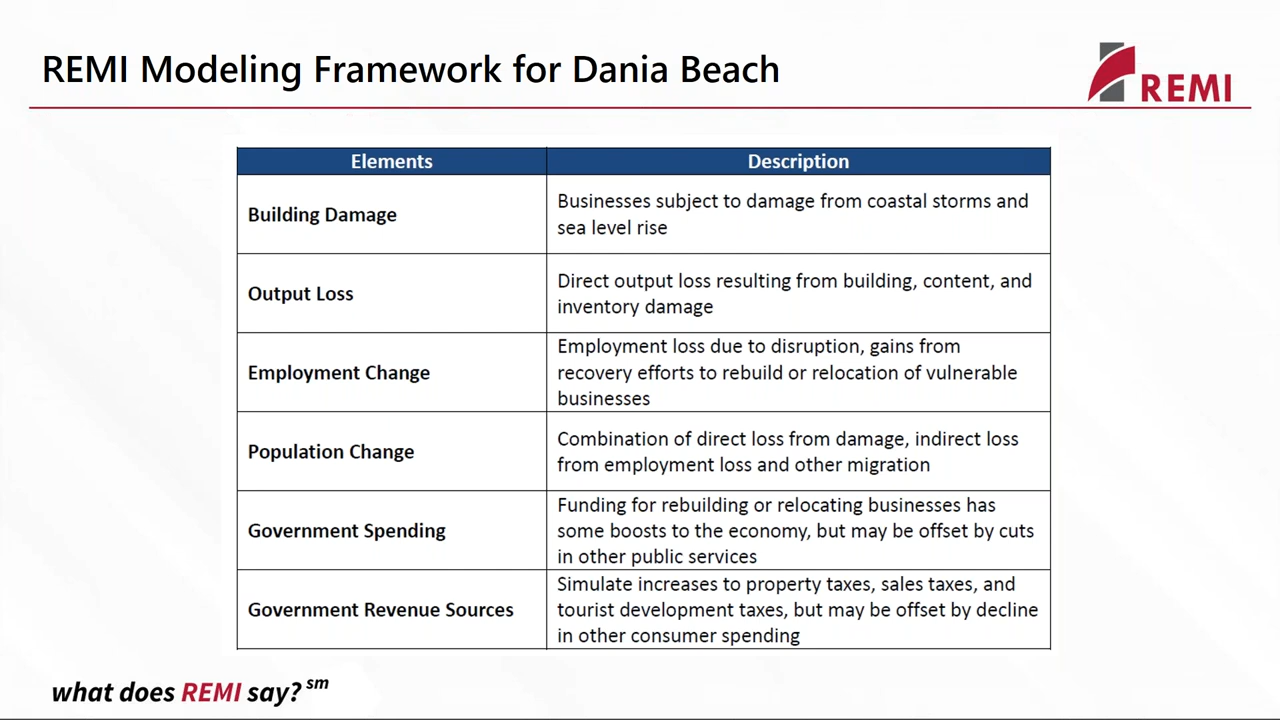 REMI Modeling Framework for Dania Beach
REMI
Elements
Description
Building Damage
Businesses subject to damage from coastal storms and
sea level rise
Output Loss
Direct output loss resulting from building, content, and
inventory damage
Employment Change
Employment loss due to disruption, gains from
recovery efforts to rebuild or relocation of vulnerable
businesses
Population Change
Combination of direct loss from damage, indirect loss
from employment loss and other migration
Government Spending
Funding for rebuilding or relocating businesses has
some boosts to the economy, but may be offset by cuts
in other public services
Government Revenue Sources
Simulate increases to property taxes, sales taxes, and
tourist development taxes, but may be offset by decline
in other consumer spending
what does REMI say? sm